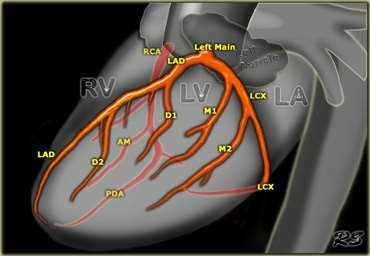 RCA
Left Main
LAD
RV
LV
LCX
LA
D1
M1
AM
M2
LAD
D2
PDA
LCX
RS